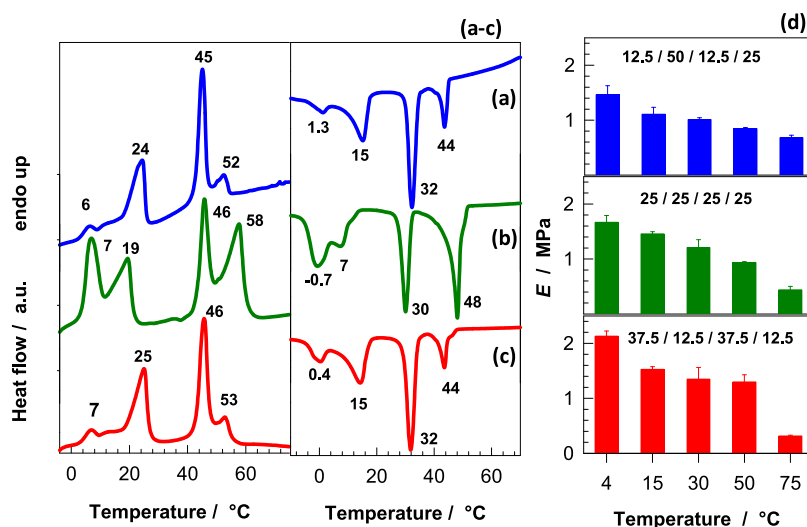 (a-c)
(d)
Heat flow / a.u. endo up
45
24
52
6
46
58
7
19
46
25
53
7
0 20 40 60
Temperature / °C
(a)
1.3
15
44
32
(b)
-0.7
7
30
48
(c)
0.4
15
44
32
0 20 40 60
Temperature / °C
E / MPa
12.5 / 50 / 12.5 / 25
2
1
25 / 25 / 25 / 25
2
1
37.5 / 12.5 / 37.5 / 12.5
2
1
0
4 15 30 50 75
Temperature / °C